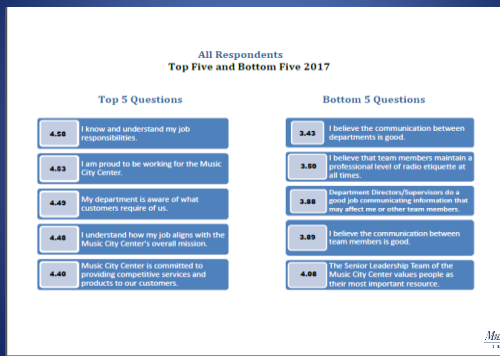 All Respondents
Top Five and Bottom Five 2017
Top 5 Questions
4.58
I know and understand my job
responsibilities.
4.53
I am proud to be working for the Music
City Center.
4.49
My department is aware of what
customers require of us.
4.48
I understand how my job aligns with the
Music City Center's overall mission.
4.40
Music City Center is committed to
providing competitive services and
products to our customers.
Bottom 5 Questions
3.43
I believe the communication between
departments is good.
3.50
I believe that team members maintain a
professional level of radio etiquette at
all times.
3.88
Department Directors/Supervisors do a
good job communicating information that
may affect me or other team members.
3.89
I believe the communication between
team members is good.
4.08
The Senior Leadership Team of the
Music City Center values people as
their most important resource.